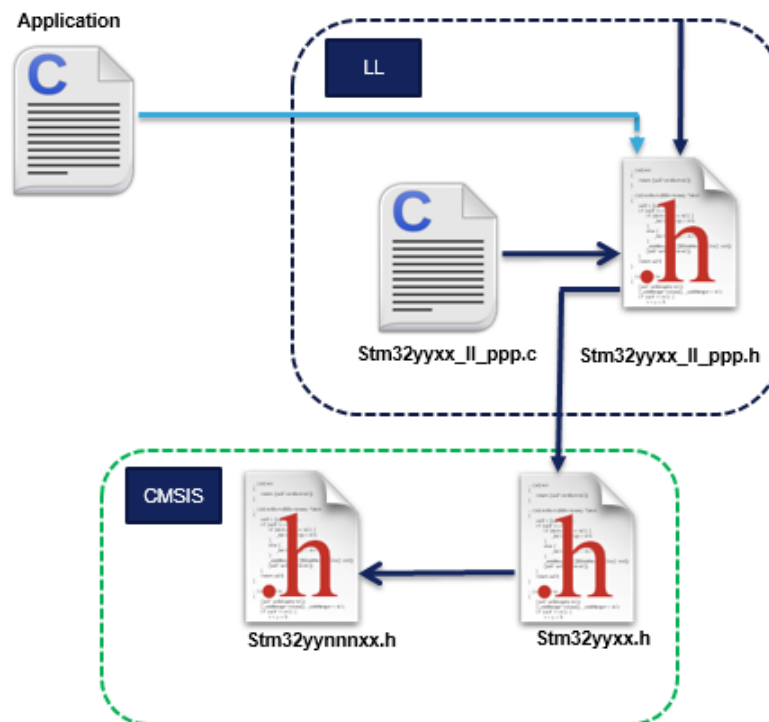 Application
LL
C
C
.h
Stm32yyxx_ll_ppp.c
Stm32yyxx_ll_ppp.h
CMSIS
.h
.h
Stm32yynnnxx.h
Stm32yyxx.h